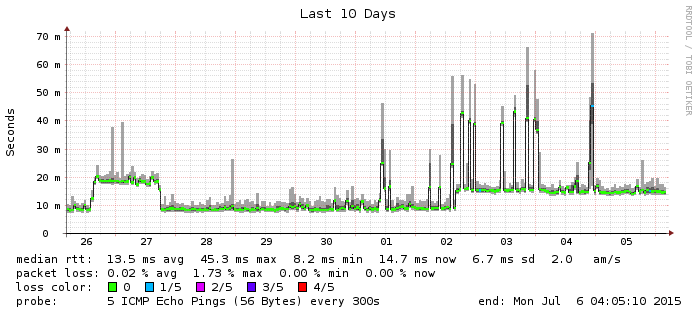 Last 10 Days
RRDTOOL / TOBI OETIKER
Seconds
70 m
60 m
50 m
40 m
30 m
20 m
10 m
0
26 27 28 29 30 01 02 03 04 05
median rtt: 13.5 ms avg 45.3 ms max 8.2 ms min 14.7 ms now 6.7 ms sd 2.0 am/s
packet loss: 0.02 % avg 1.73 % max 0.00 % min 0.00 % now
loss color: 0 1/5 2/5 3/5 4/5
probe: 5 ICMP Echo Pings (56 Bytes) every 300s end: Mon Jul 6 04:05:10 2015